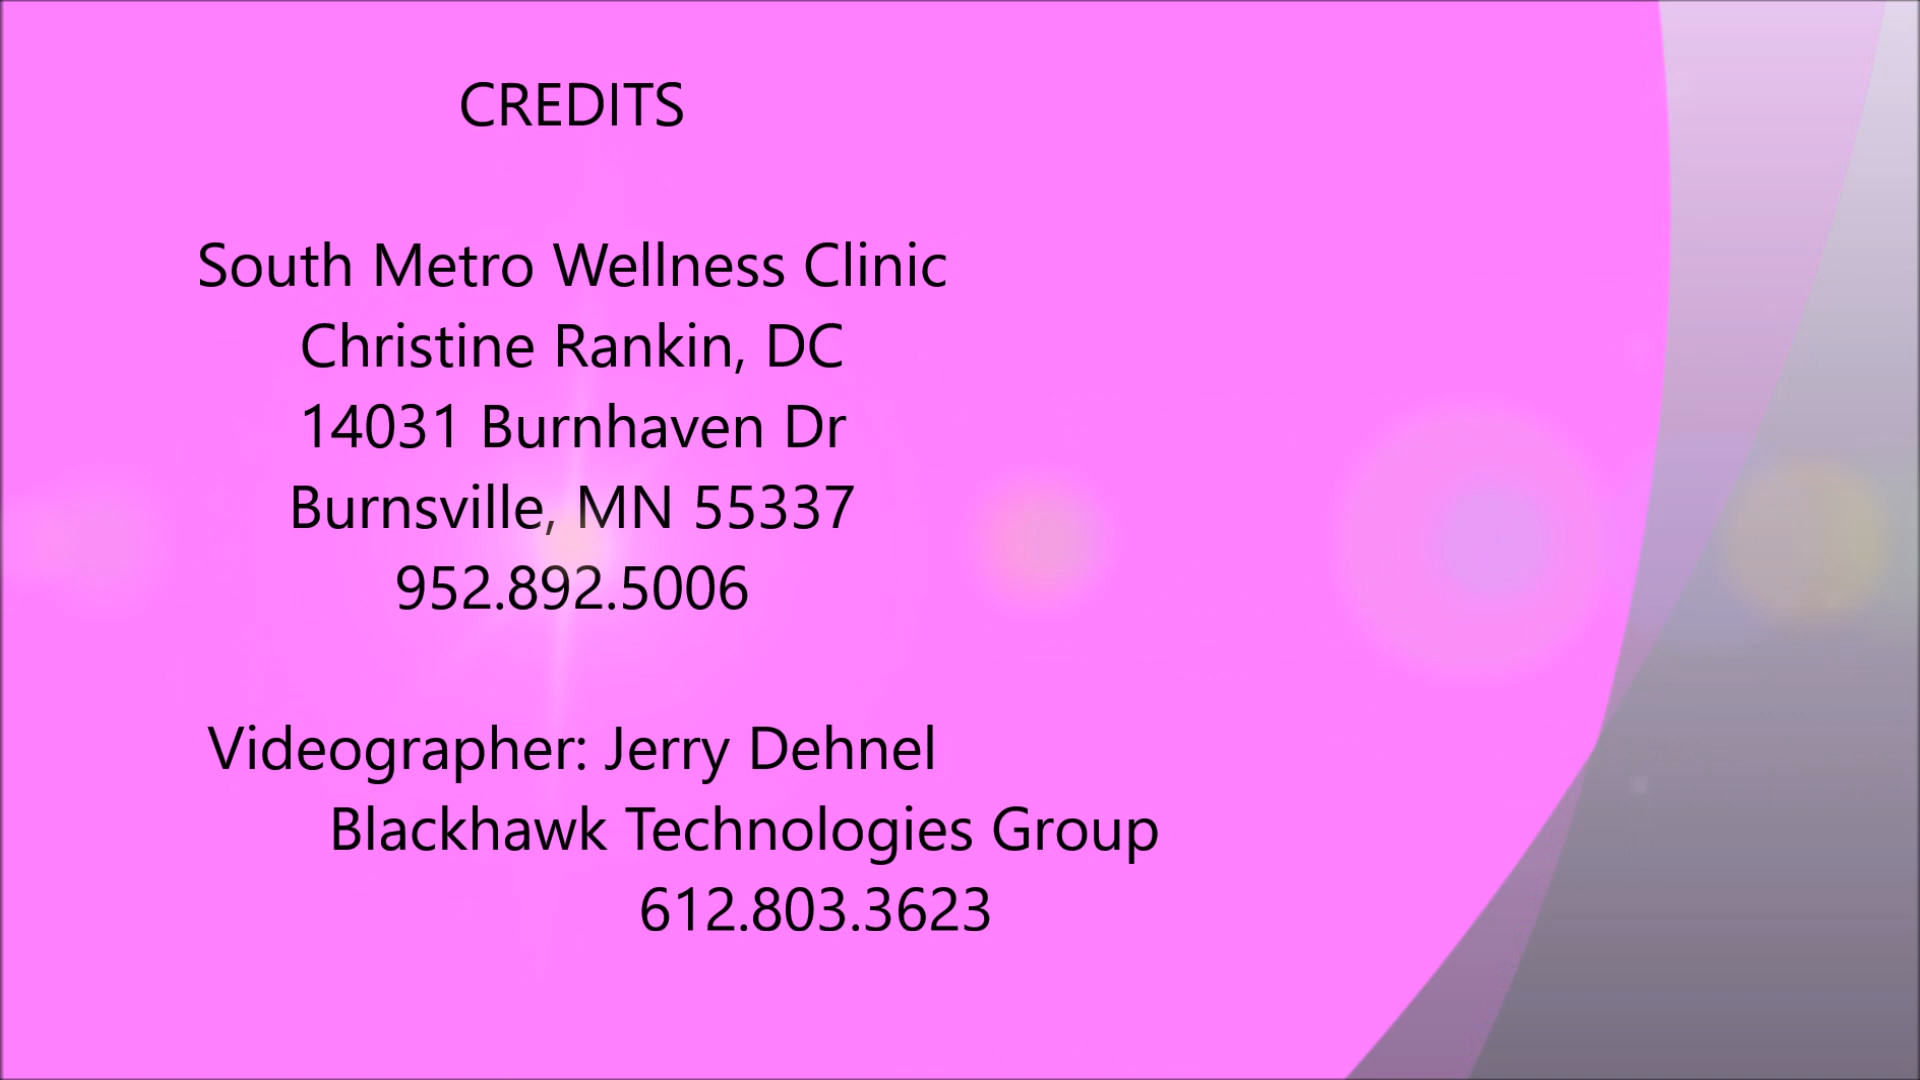 CREDITS
South Metro Wellness Clinic
Christine Rankin, DC
14031 Burnhaven Dr
Burnsville, MN 55337
952.892.5006
Videographer: Jerry Dehnel
Blackhawk Technologies Group
612.803.3623